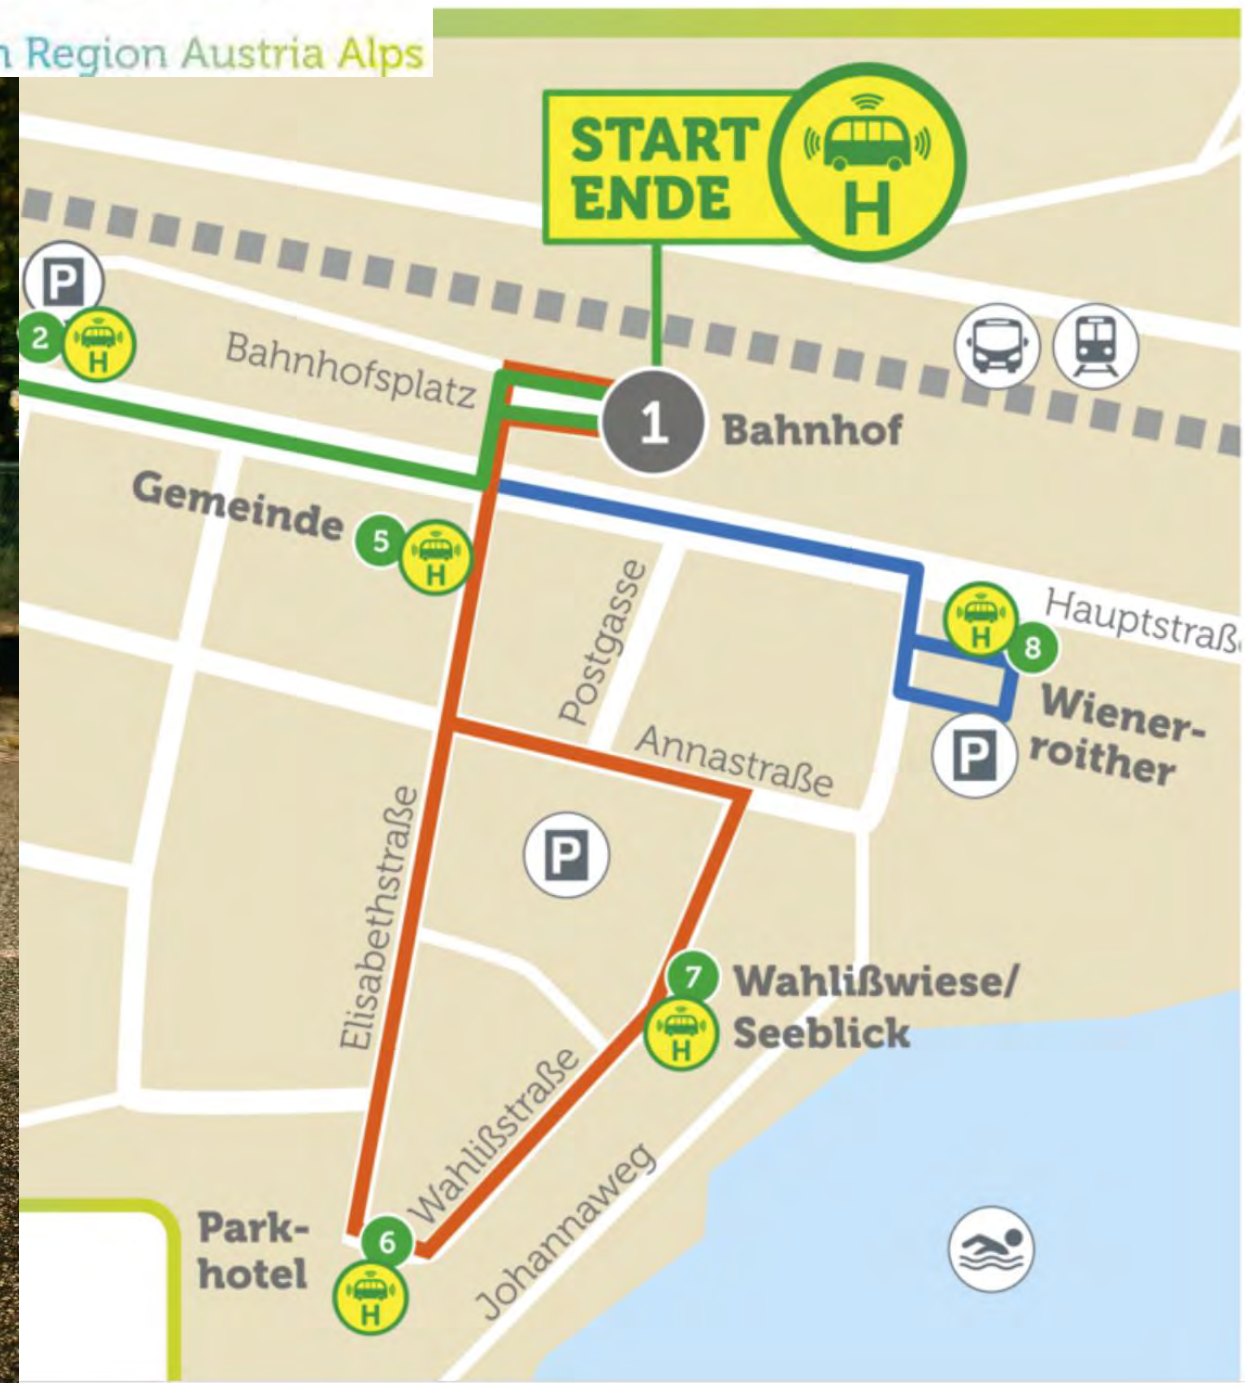 Region Austria Alps
START
ENDE
H
P
2
H
Bahnhofsplatz
1
Bahnhof
Gemeinde
5
H
Postgasse
H
8
Hauptstraß
Wiener-
roither
P
Annastraße
P
Elisabethstraße
7
Wahlißwiese/
Seeblick
H
Wahlißstraße
Johannaweg
Park-
hotel
6
H